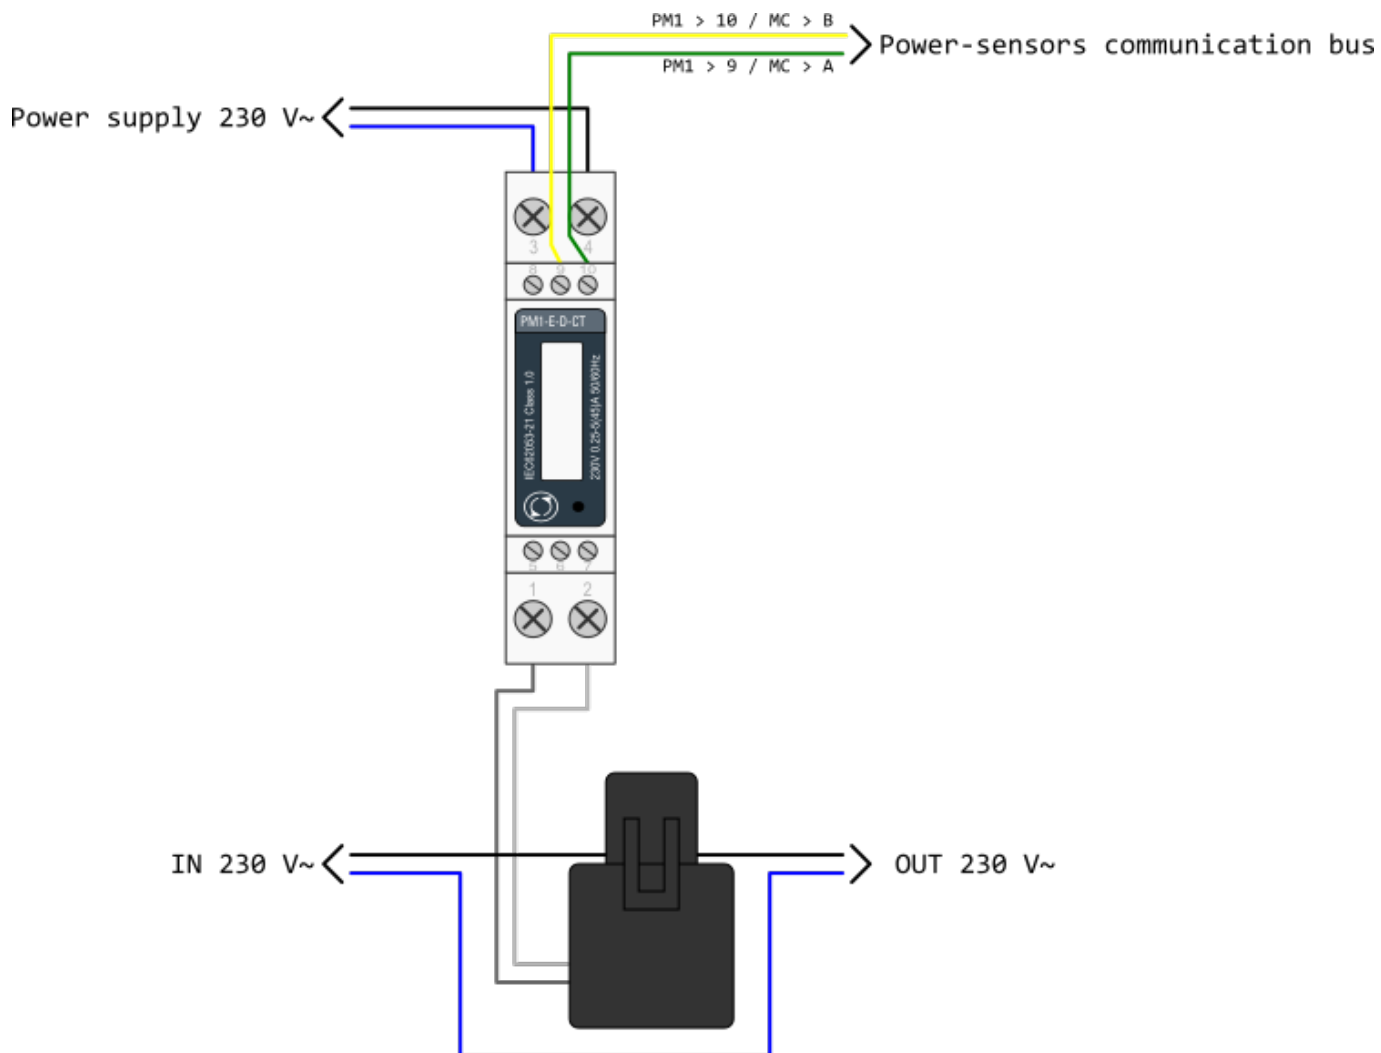 PM1 > 10 / MC > B
Power-sensors communication bus
PM1 > 9 / MC > A
Power supply 230 V~
3 4
8 9 10
PM1-E-D-CT
IEC62053-21 Class 1.0
230V 0.25-5(45)A 50/60Hz
5 6 7
1 2
IN 230 V~
OUT 230 V~